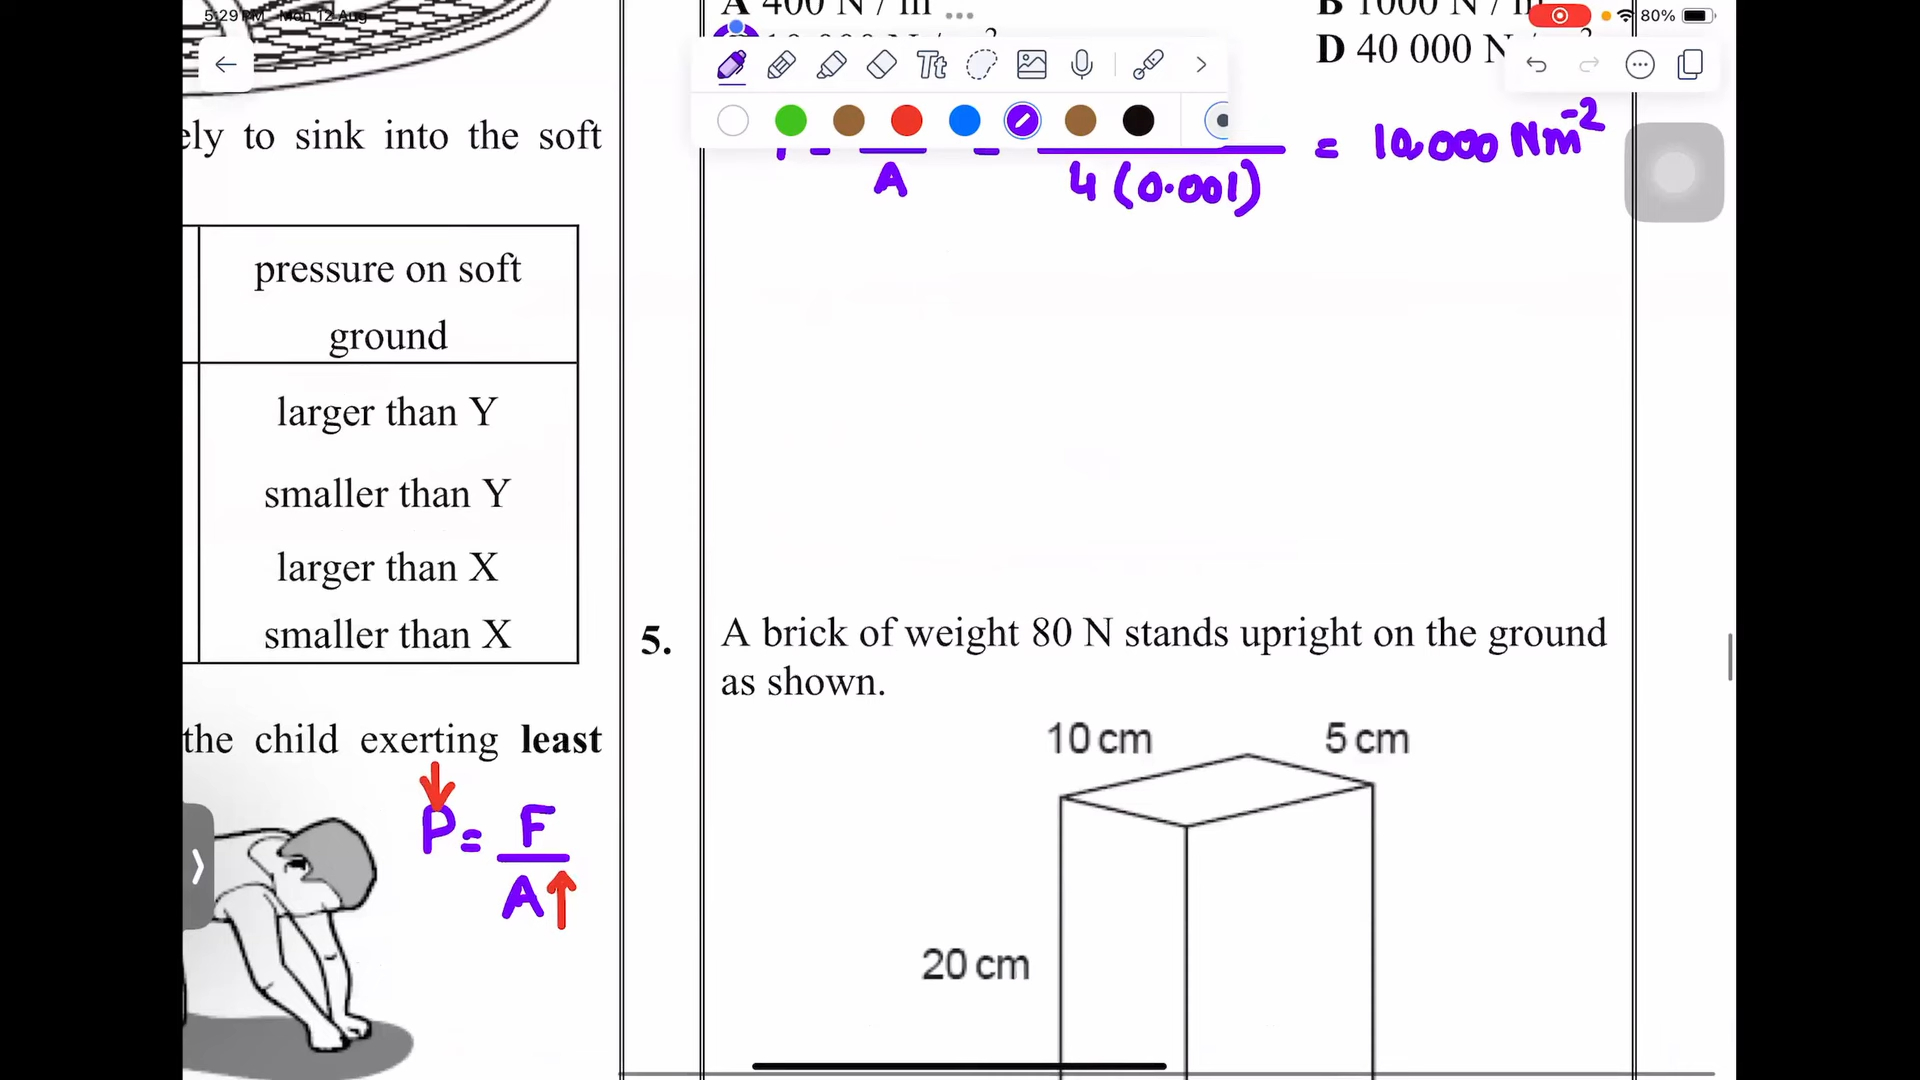 5:29 PM Mon 12 Aug
80%
A 400 N / m
D 40 000 N
Tt
= 10,000 Nm⁻²
A
4 (0.001)
ely to sink into the soft
pressure on soft
ground
larger than Y
smaller than Y
larger than X
smaller than X
the child exerting least
P = F
A
5. A brick of weight 80 N stands upright on the ground
as shown.
10 cm
5 cm
20 cm